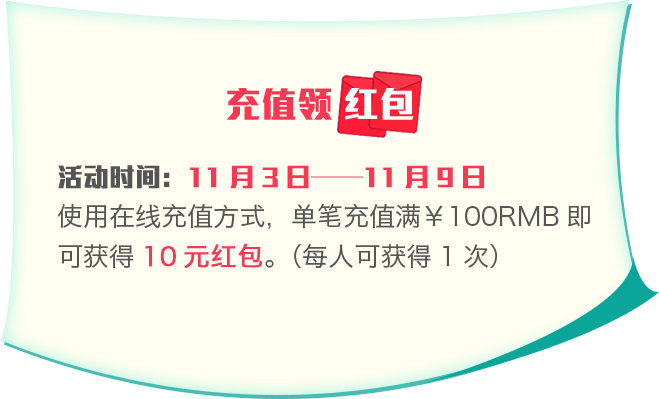 充值领红包
活动时间：11月3日——11月9日
使用在线充值方式，单笔充值满￥100RMB即
可获得10元红包。（每人可获得1次）